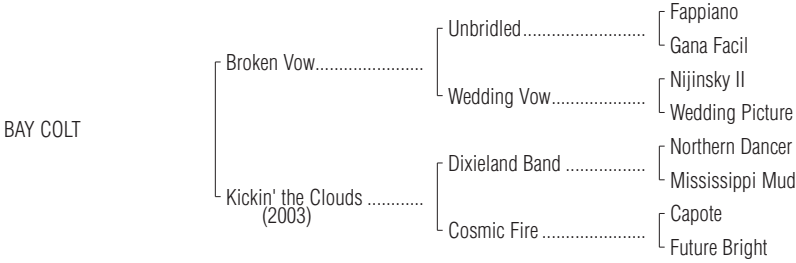 Fappiano
Unbridled..........................
Gana Facil
Broken Vow.......................
Nijinsky II
Wedding Vow....................
Wedding Picture
BAY COLT
Northern Dancer
Dixieland Band .................
Mississippi Mud
Kickin' the Clouds ............
(2003)
Capote
Cosmic Fire ......................
Future Bright